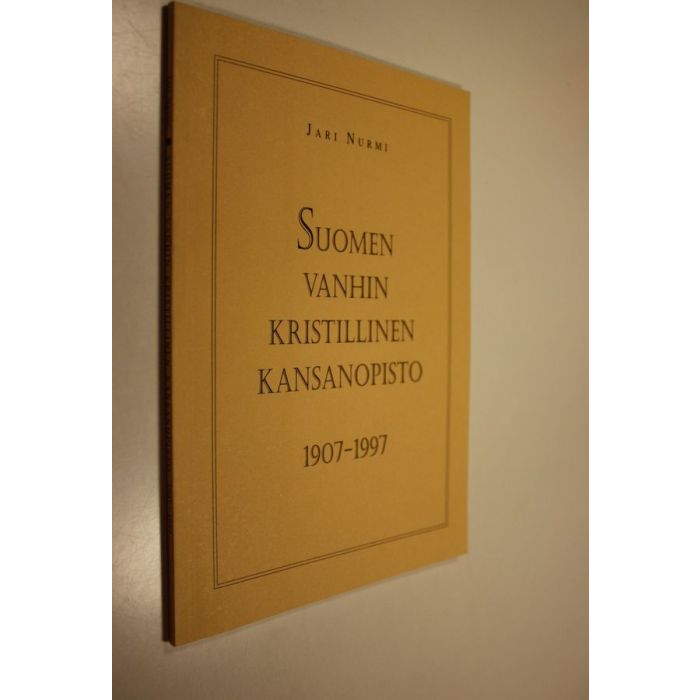 Jari Nurmi
Suomen
vanhin
kristillinen
kansanopisto
1907-1997